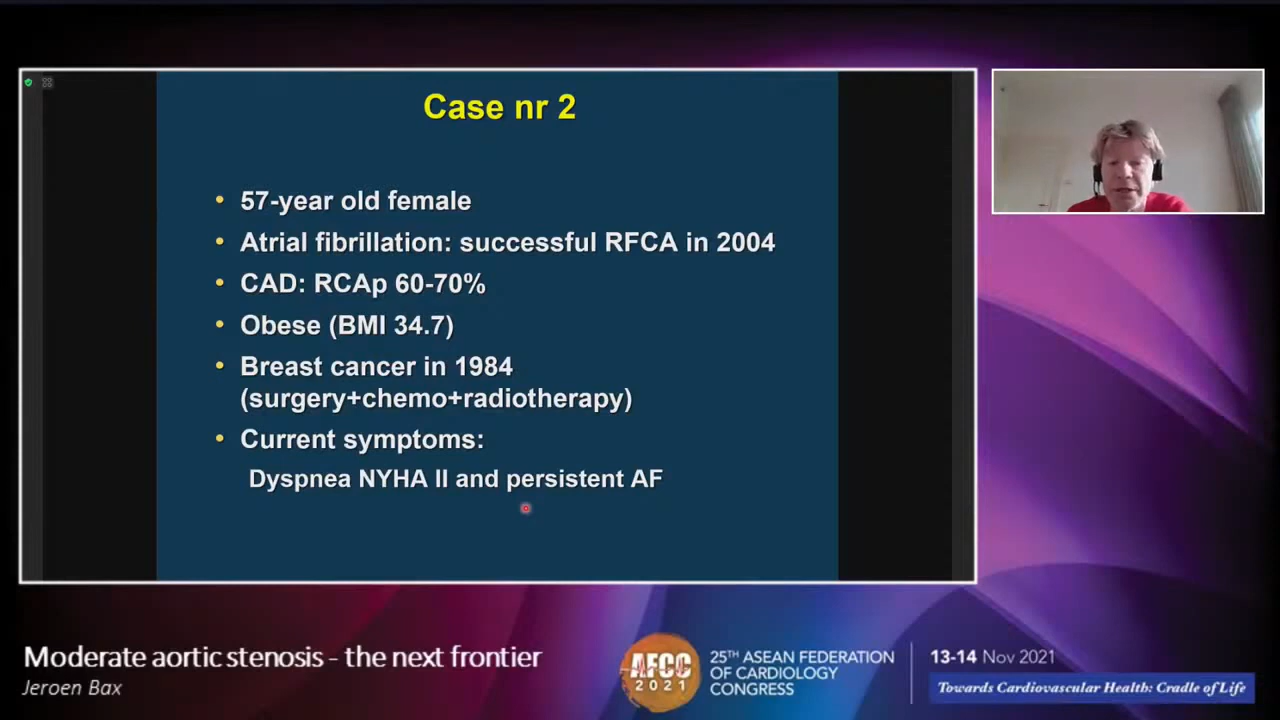 Case nr 2
• 57-year old female
• Atrial fibrillation: successful RFCA in 2004
• CAD: RCAp 60-70%
• Obese (BMI 34.7)
• Breast cancer in 1984
(surgery+chemo+radiotherapy)
• Current symptoms:
Dyspnea NYHA II and persistent AF
Moderate aortic stenosis - the next frontier
Jeroen Bax
AFCC
2021
25TH ASEAN FEDERATION
OF CARDIOLOGY
CONGRESS
13-14 Nov 2021
Towards Cardiovascular Health: Cradle of Life